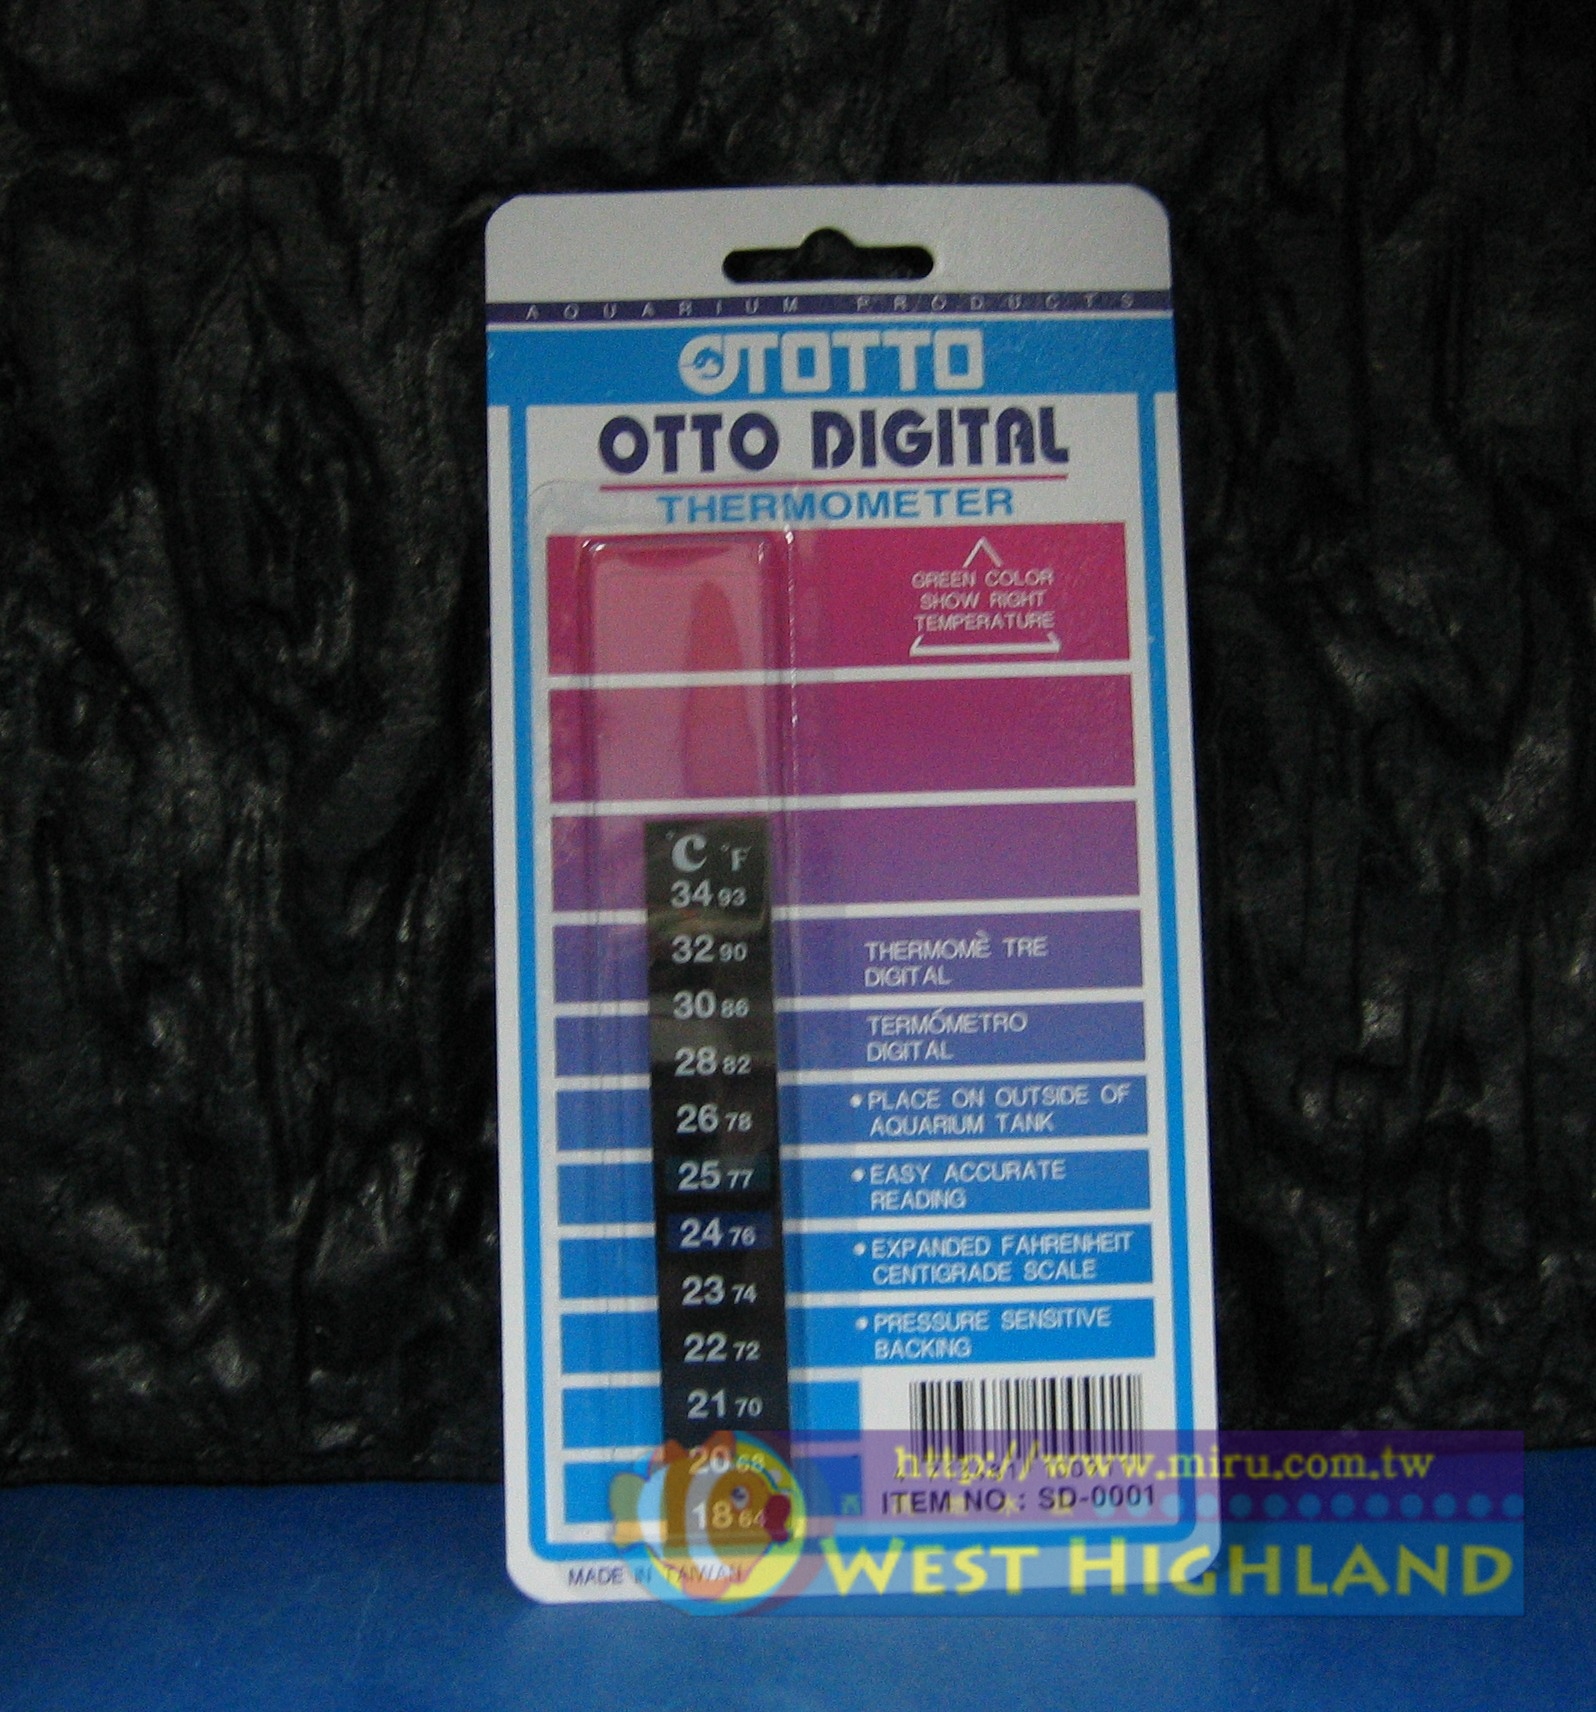 AQUARIUM PRODUCTS
OTTO
OTTO DIGITAL
THERMOMETER
GREEN COLOR
SHOW RIGHT
TEMPERATURE
°C °F
34 93
32 90
30 86
28 82
26 78
25 77
24 76
23 74
22 72
21 70
20 68
18 64
THERMOMÈ TRE
DIGITAL
TERMÓMETRO
DIGITAL
• PLACE ON OUTSIDE OF
AQUARIUM TANK
• EASY ACCURATE
READING
• EXPANDED FAHRENHEIT
CENTIGRADE SCALE
• PRESSURE SENSITIVE
BACKING
http://www.miru.com.tw
ITEM NO : SD-0001
WEST HIGHLAND
MADE IN TAIWAN